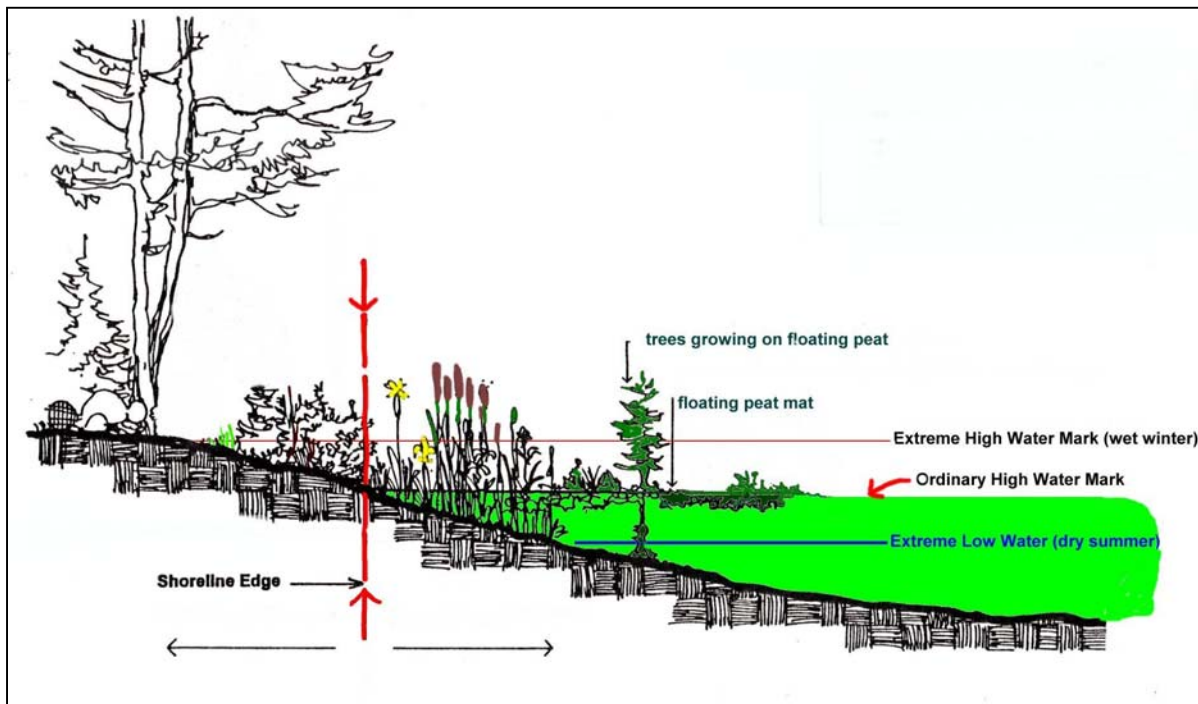 trees growing on floating peat
floating peat mat
Extreme High Water Mark (wet winter)
Ordinary High Water Mark
Extreme Low Water (dry summer)
Shoreline Edge